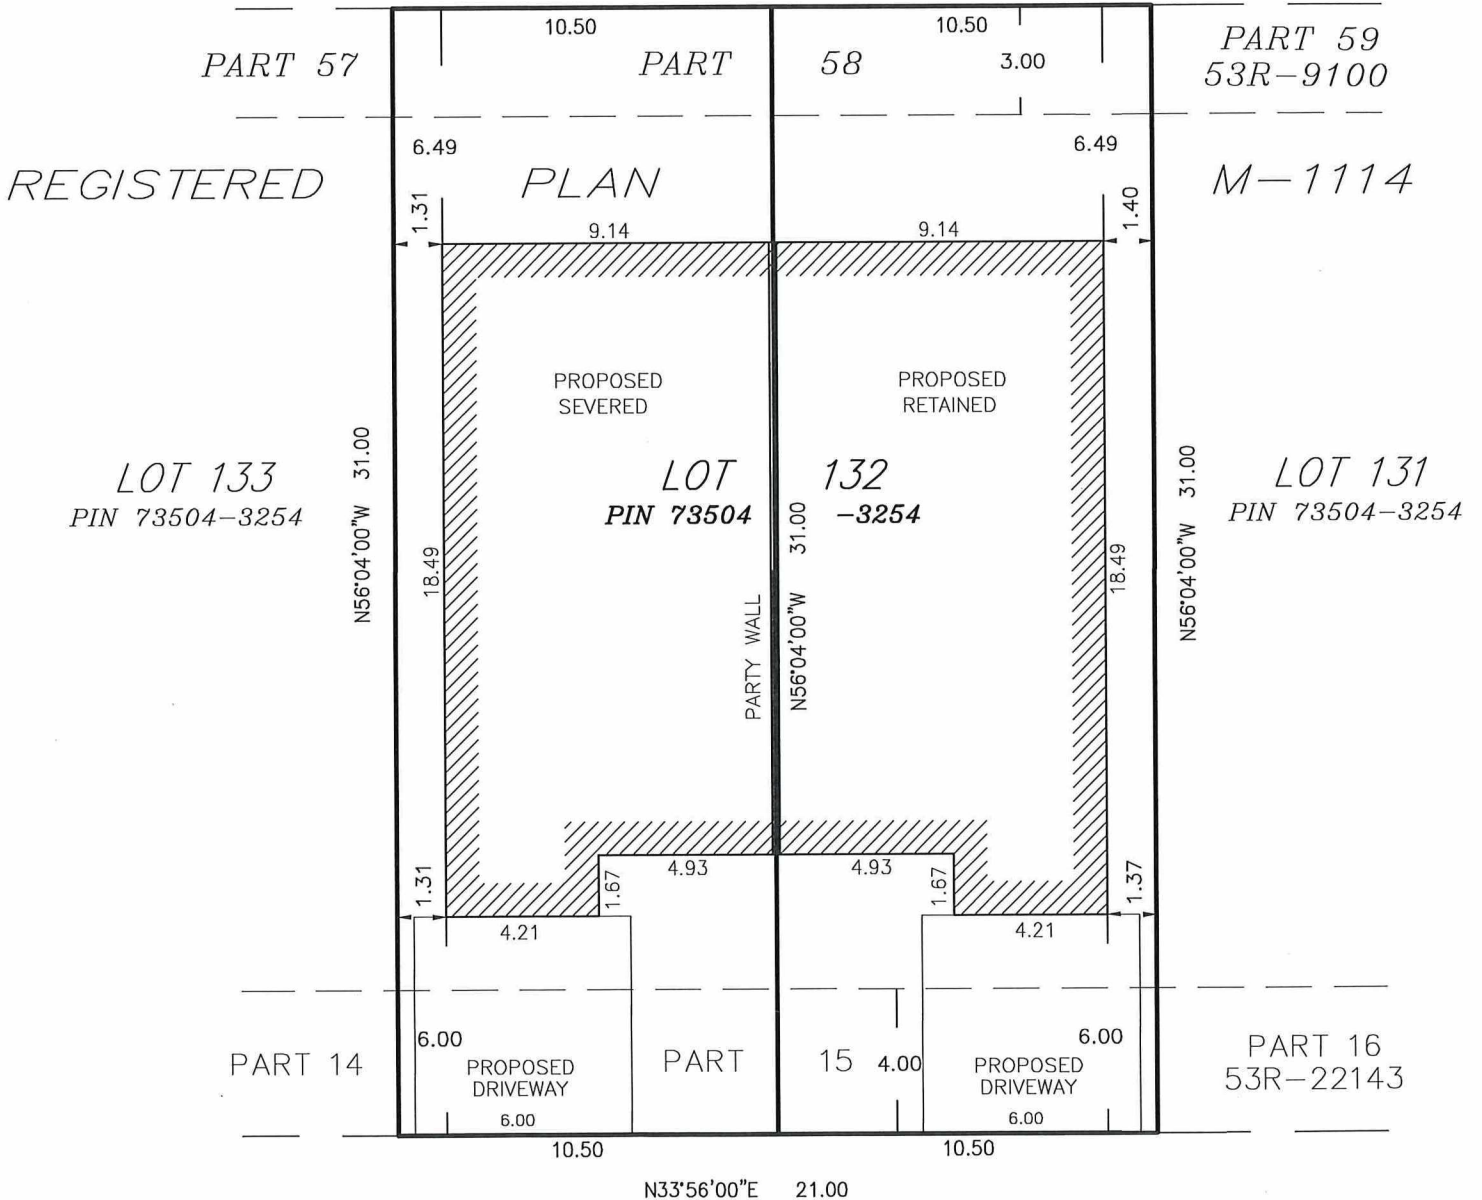 10.50
10.50
PART 57
PART 58
3.00
PART 59
53R-9100
6.49
6.49
REGISTERED PLAN M-1114
1.31
1.40
9.14
9.14
PROPOSED
SEVERED
PROPOSED
RETAINED
LOT 133
PIN 73504-3254
N56°04'00"W 31.00
18.49
LOT 132
PIN 73504 -3254
PARTY WALL
N56°04'00"W 31.00
18.49
N56°04'00"W 31.00
LOT 131
PIN 73504-3254
1.31
4.93
4.93
1.67
1.67
1.37
4.21
4.21
PART 14
6.00
PROPOSED
DRIVEWAY
6.00
PART 15
4.00
6.00
PROPOSED
DRIVEWAY
6.00
PART 16
53R-22143
10.50
10.50
N33°56'00"E 21.00